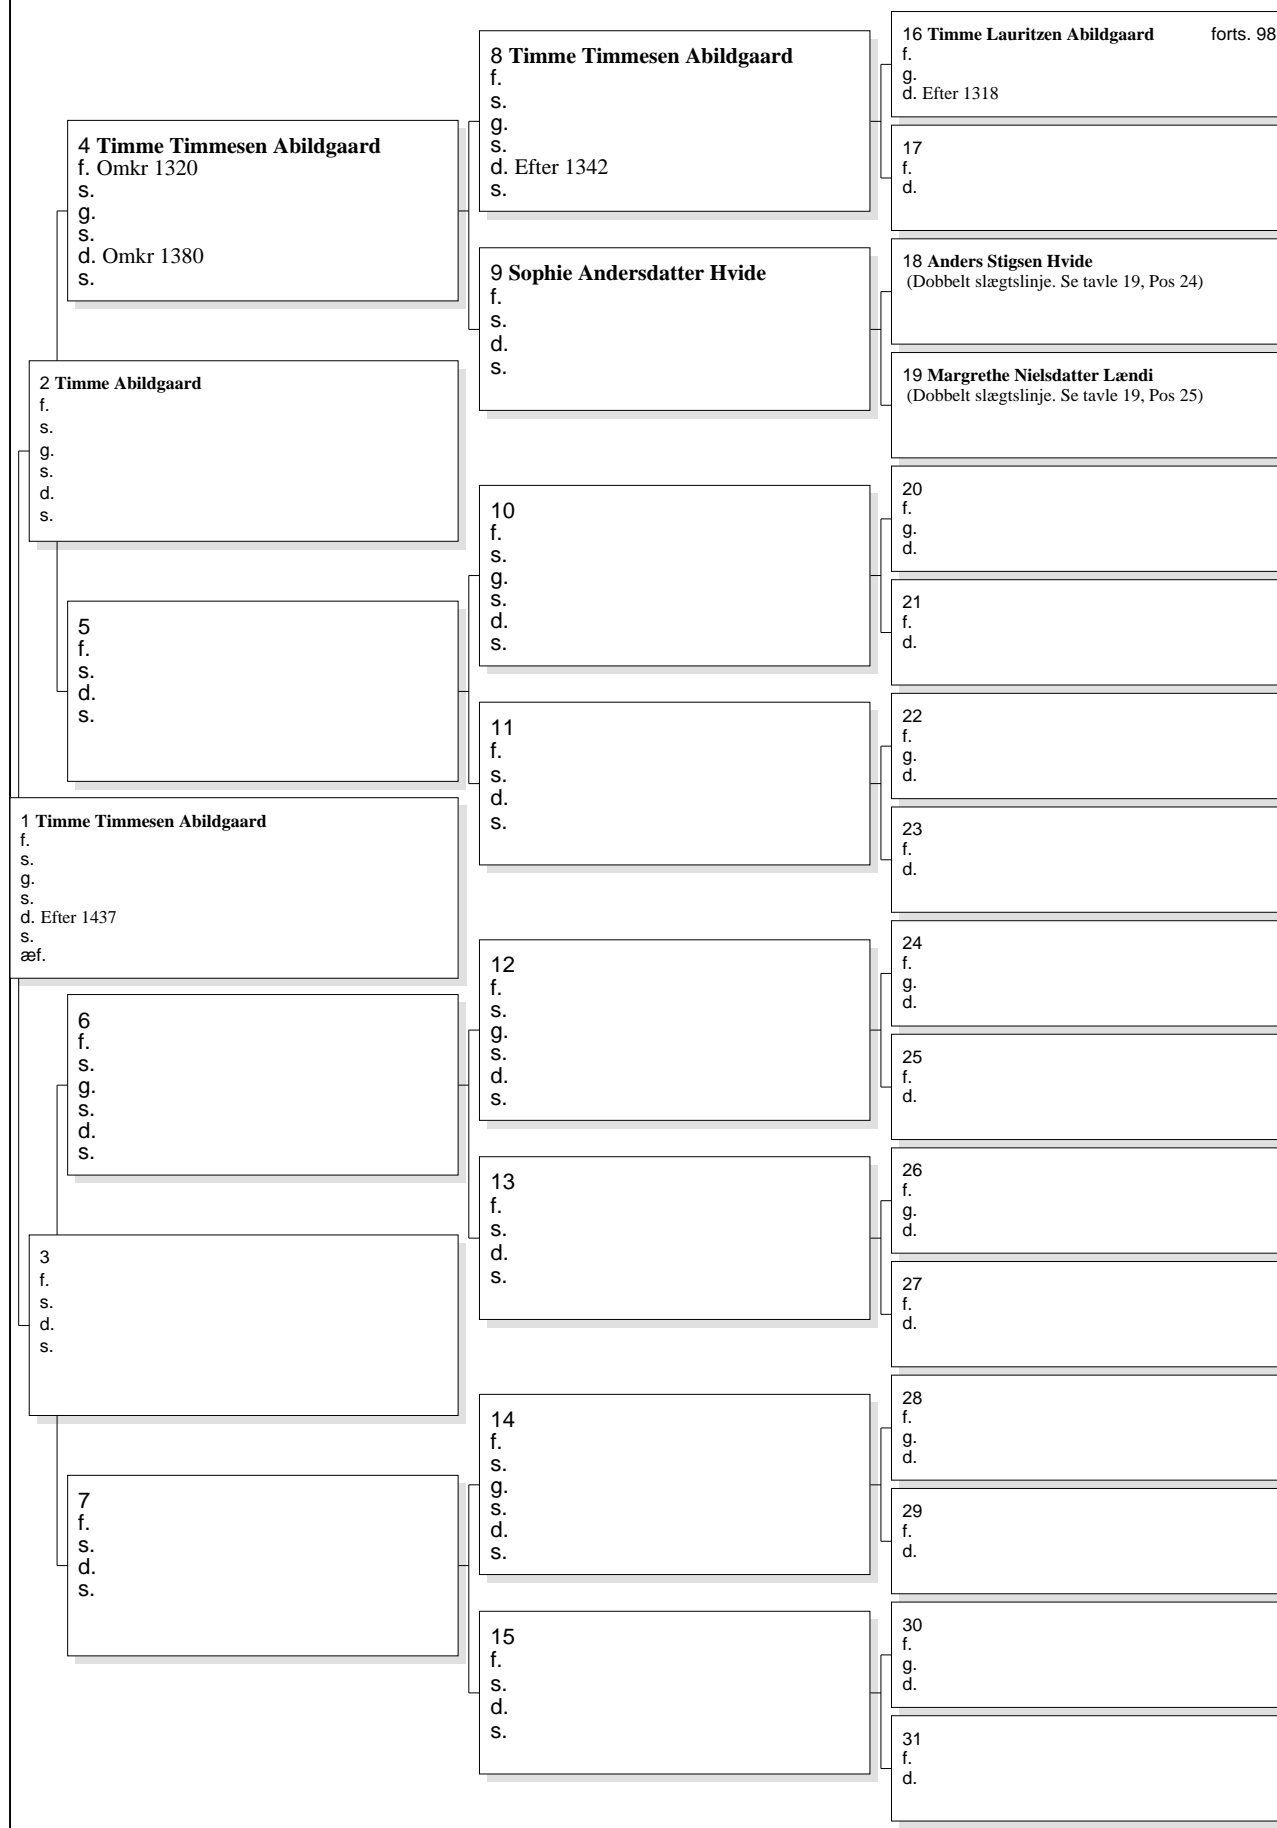 16 Timme Lauritzen Abildgaard forts. 98
f.
g.
d. Efter 1318
8 Timme Timmesen Abildgaard
f.
s.
g.
s.
d. Efter 1342
s.
17
f.
d.
4 Timme Timmesen Abildgaard
f. Omkr 1320
s.
g.
s.
d. Omkr 1380
s.
18 Anders Stigsen Hvide
(Dobbelt slægtslinje. Se tavle 19, Pos 24)
9 Sophie Andersdatter Hvide
f.
s.
d.
s.
19 Margrethe Nielsdatter Lændi
(Dobbelt slægtslinje. Se tavle 19, Pos 25)
2 Timme Abildgaard
f.
s.
g.
s.
d.
s.
20
f.
g.
d.
10
f.
s.
g.
s.
d.
s.
21
f.
d.
5
f.
s.
d.
s.
22
f.
g.
d.
11
f.
s.
d.
s.
23
f.
d.
1 Timme Timmesen Abildgaard
f.
s.
g.
s.
d. Efter 1437
s.
æf.
24
f.
g.
d.
12
f.
s.
g.
s.
d.
s.
25
f.
d.
6
f.
s.
g.
s.
d.
s.
26
f.
g.
d.
13
f.
s.
d.
s.
27
f.
d.
3
f.
s.
d.
s.
28
f.
g.
d.
14
f.
s.
g.
s.
d.
s.
29
f.
d.
7
f.
s.
d.
s.
30
f.
g.
d.
15
f.
s.
d.
s.
31
f.
d.